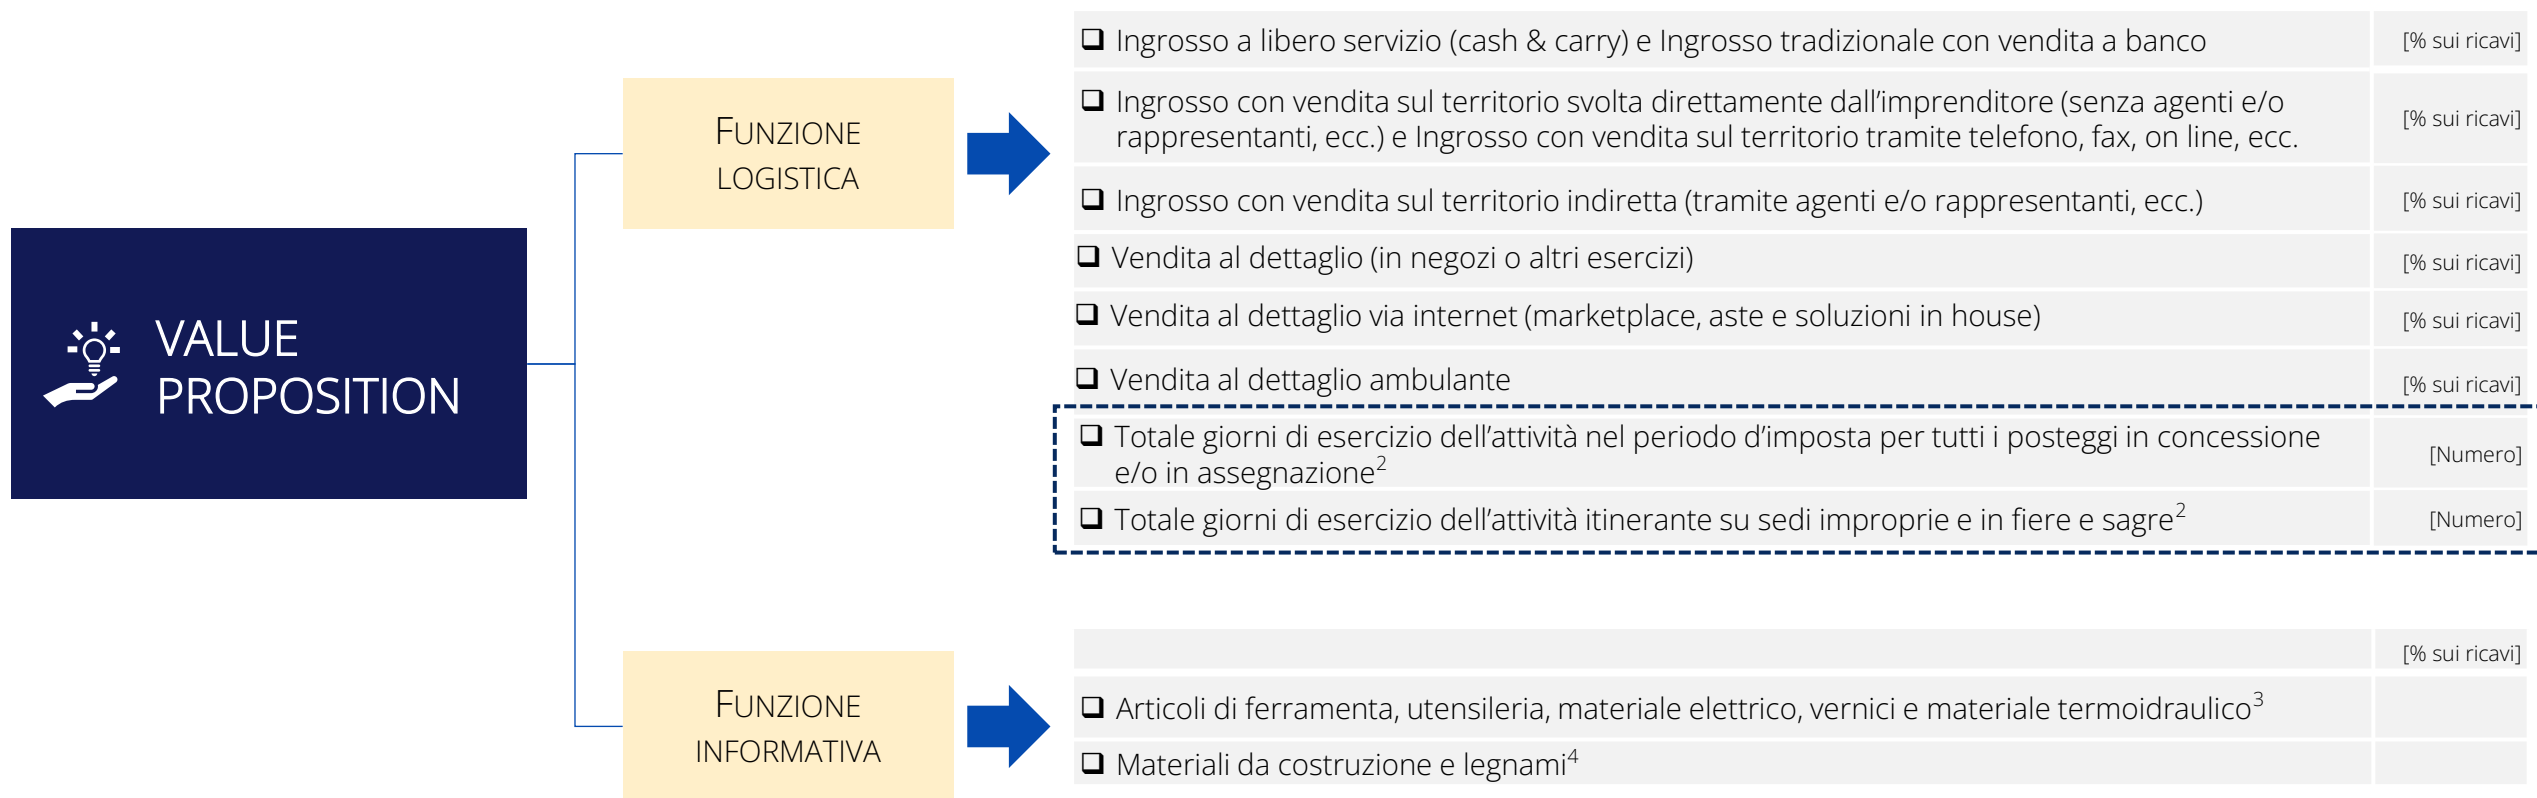 VALUE
PROPOSITION
FUNZIONE
LOGISTICA
❑ Ingrosso a libero servizio (cash & carry) e Ingrosso tradizionale con vendita a banco [% sui ricavi]
❑ Ingrosso con vendita sul territorio svolta direttamente dall’imprenditore (senza agenti e/o
rappresentanti, ecc.) e Ingrosso con vendita sul territorio tramite telefono, fax, on line, ecc. [% sui ricavi]
❑ Ingrosso con vendita sul territorio indiretta (tramite agenti e/o rappresentanti, ecc.) [% sui ricavi]
❑ Vendita al dettaglio (in negozi o altri esercizi) [% sui ricavi]
❑ Vendita al dettaglio via internet (marketplace, aste e soluzioni in house) [% sui ricavi]
❑ Vendita al dettaglio ambulante [% sui ricavi]
❑ Totale giorni di esercizio dell’attività nel periodo d’imposta per tutti i posteggi in concessione
e/o in assegnazione² [Numero]
❑ Totale giorni di esercizio dell’attività itinerante su sedi improprie e in fiere e sagre² [Numero]
FUNZIONE
INFORMATIVA
[% sui ricavi]
❑ Articoli di ferramenta, utensileria, materiale elettrico, vernici e materiale termoidraulico³
❑ Materiali da costruzione e legnami⁴